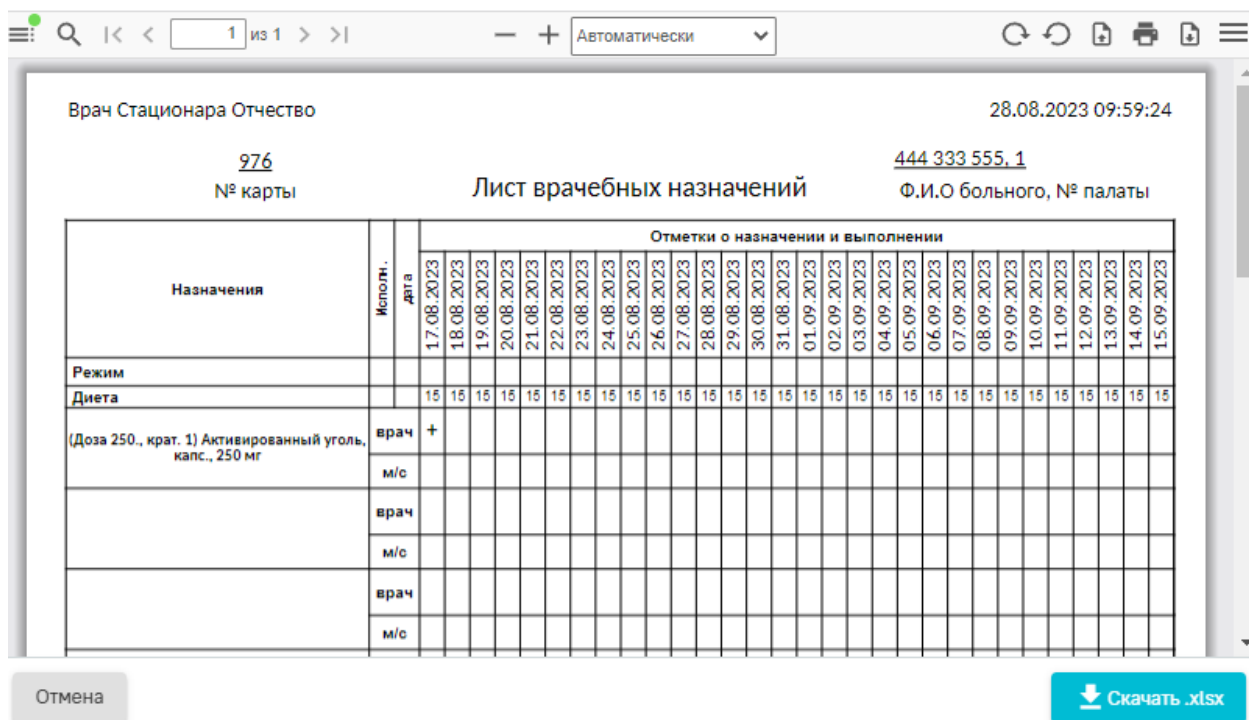 1 из 1 Автоматически
Врач Стационара Отчество 28.08.2023 09:59:24
976 444 333 555, 1
№ карты Лист врачебных назначений Ф.И.О больного, № палаты
Назначения Исполн. дата Отметки о назначении и выполнении
17.08.2023 18.08.2023 19.08.2023 20.08.2023 21.08.2023 22.08.2023 23.08.2023 24.08.2023 25.08.2023 26.08.2023 27.08.2023 28.08.2023 29.08.2023 30.08.2023 31.08.2023 01.09.2023 02.09.2023 03.09.2023 04.09.2023 05.09.2023 06.09.2023 07.09.2023 08.09.2023 09.09.2023 10.09.2023 11.09.2023 12.09.2023 13.09.2023 14.09.2023 15.09.2023
Режим
Диета 15 15 15 15 15 15 15 15 15 15 15 15 15 15 15 15 15 15 15 15 15 15 15 15 15 15 15 15 15 15
(Доза 250., крат. 1) Активированный уголь, врач +
капс., 250 мг
м/с
врач
м/с
врач
м/с
Отмена Скачать .xlsx